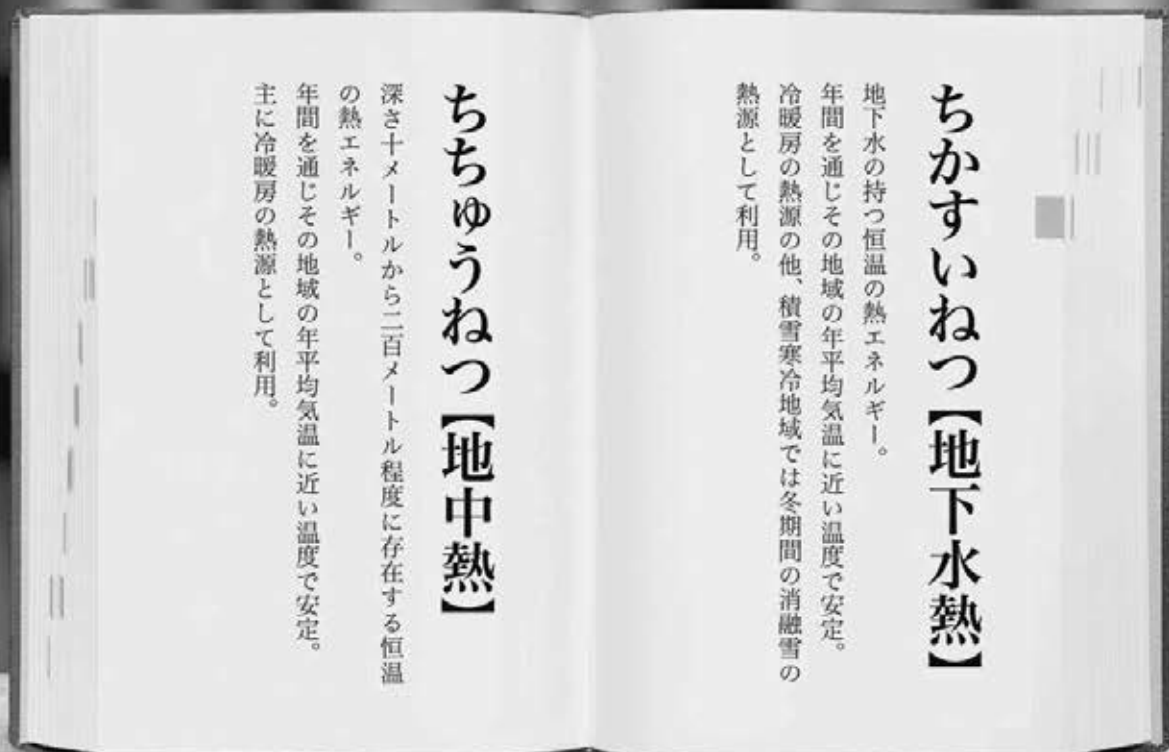 ちかすいねつ【地下水熱】
地下水の持つ恒温の熱エネルギー。
年間を通じその地域の年平均気温に近い温度で安定。
冷暖房の熱源の他、積雪寒冷地域では冬期間の消融雪の
熱源として利用。
ちちゅうねつ【地中熱】
深さ十メートルから二百メートル程度に存在する恒温
の熱エネルギー。
年間を通じその地域の年平均気温に近い温度で安定。
主に冷暖房の熱源として利用。